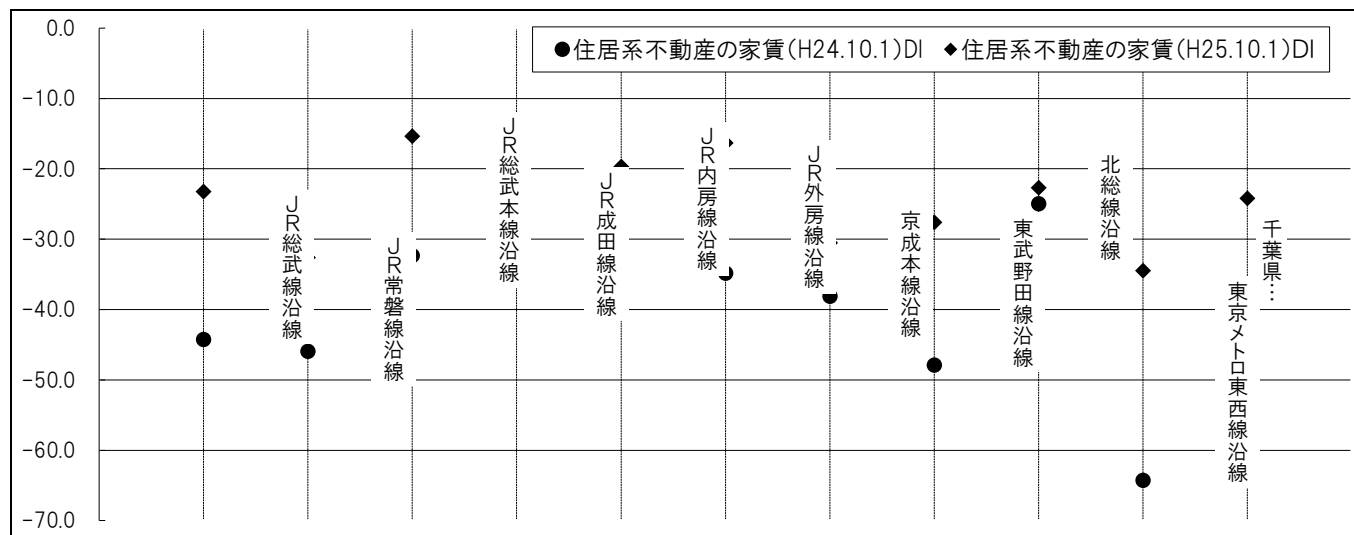 0.0
-10.0
-20.0
-30.0
-40.0
-50.0
-60.0
-70.0
●住居系不動産の家賃(H24.10.1)DI ◆住居系不動産の家賃(H25.10.1)DI
JR総武線沿線
JR常磐線沿線
JR総武本線沿線
JR成田線沿線
JR内房線沿線
JR外房線沿線
京成本線沿線
東武野田線沿線
北総線沿線
東京メトロ東西線沿線
千葉県…